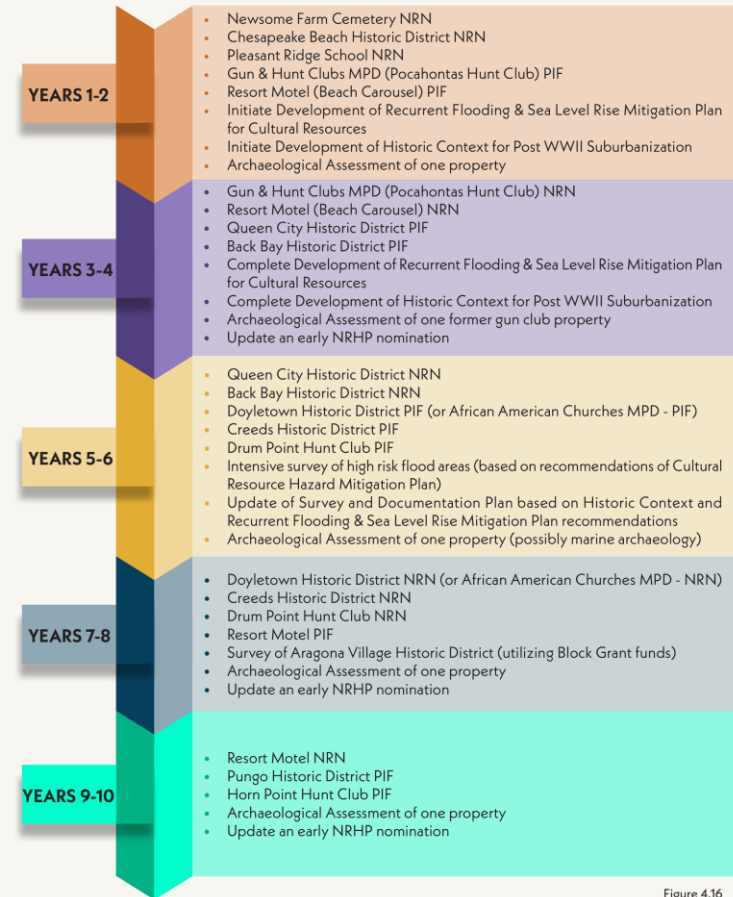 YEARS 1-2
• Newsome Farm Cemetery NRN
• Chesapeake Beach Historic District NRN
• Pleasant Ridge School NRN
• Gun & Hunt Clubs MPD (Pocahontas Hunt Club) PIF
• Resort Motel (Beach Carousel) PIF
• Initiate Development of Recurrent Flooding & Sea Level Rise Mitigation Plan
for Cultural Resources
• Initiate Development of Historic Context for Post WWII Suburbanization
• Archaeological Assessment of one property
YEARS 3-4
• Gun & Hunt Clubs MPD (Pocahontas Hunt Club) NRN
• Resort Motel (Beach Carousel) NRN
• Queen City Historic District PIF
• Back Bay Historic District PIF
• Complete Development of Recurrent Flooding & Sea Level Rise Mitigation Plan
for Cultural Resources
• Complete Development of Historic Context for Post WWII Suburbanization
• Archaeological Assessment of one former gun club property
• Update an early NRHP nomination
YEARS 5-6
• Queen City Historic District NRN
• Back Bay Historic District NRN
• Doyletown Historic District PIF (or African American Churches MPD - PIF)
• Creeds Historic District PIF
• Drum Point Hunt Club PIF
• Intensive survey of high risk flood areas (based on recommendations of Cultural
Resource Hazard Mitigation Plan)
• Update of Survey and Documentation Plan based on Historic Context and
Recurrent Flooding & Sea Level Rise Mitigation Plan recommendations
• Archaeological Assessment of one property (possibly marine archaeology)
YEARS 7-8
• Doyletown Historic District NRN (or African American Churches MPD - NRN)
• Creeds Historic District NRN
• Drum Point Hunt Club NRN
• Resort Motel PIF
• Survey of Aragona Village Historic District (utilizing Block Grant funds)
• Archaeological Assessment of one property
• Update an early NRHP nomination
YEARS 9-10
• Resort Motel NRN
• Pungo Historic District PIF
• Horn Point Hunt Club PIF
• Archaeological Assessment of one property
• Update an early NRHP nomination
Figure 4.16